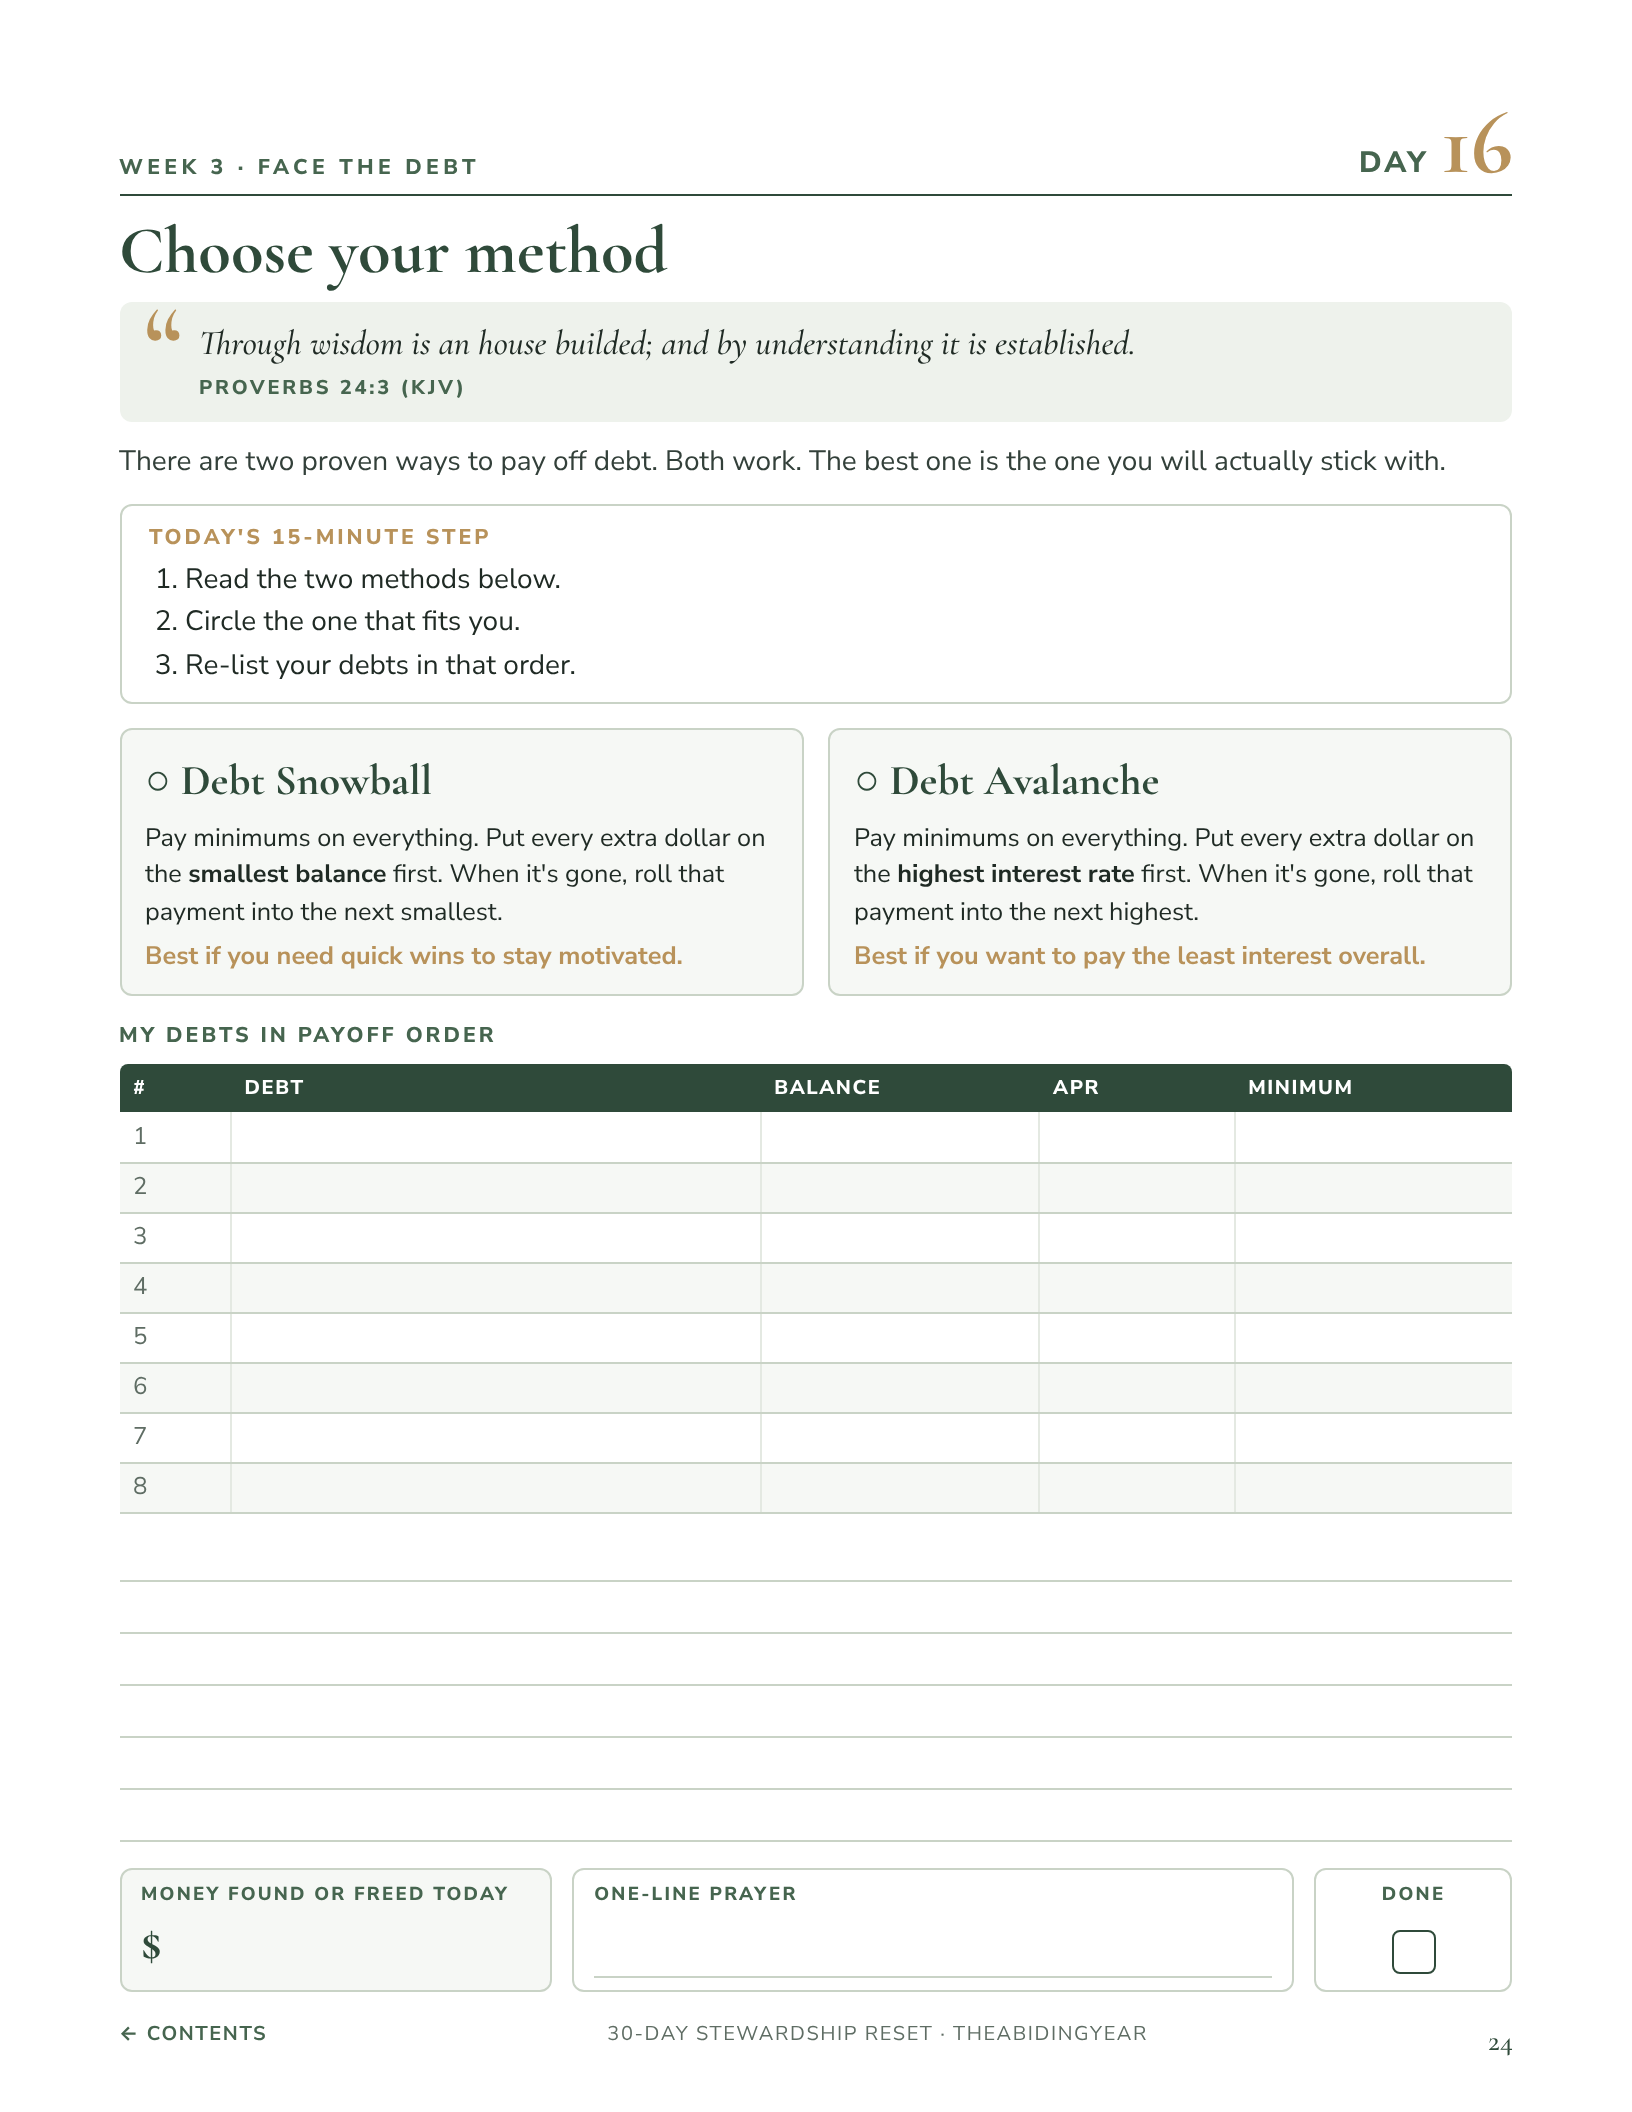 WEEK 3 · FACE THE DEBT
DAY 16
Choose your method
“ Through wisdom is an house builded; and by understanding it is established.
PROVERBS 24:3 (KJV)
There are two proven ways to pay off debt. Both work. The best one is the one you will actually stick with.
TODAY'S 15-MINUTE STEP
1. Read the two methods below.
2. Circle the one that fits you.
3. Re-list your debts in that order.
○ Debt Snowball
Pay minimums on everything. Put every extra dollar on
the smallest balance first. When it's gone, roll that
payment into the next smallest.
Best if you need quick wins to stay motivated.
○ Debt Avalanche
Pay minimums on everything. Put every extra dollar on
the highest interest rate first. When it's gone, roll that
payment into the next highest.
Best if you want to pay the least interest overall.
MY DEBTS IN PAYOFF ORDER
# DEBT BALANCE APR MINIMUM
1
2
3
4
5
6
7
8
MONEY FOUND OR FREED TODAY
$
ONE-LINE PRAYER
DONE
← CONTENTS
30-DAY STEWARDSHIP RESET · THEABIDINGYEAR
24